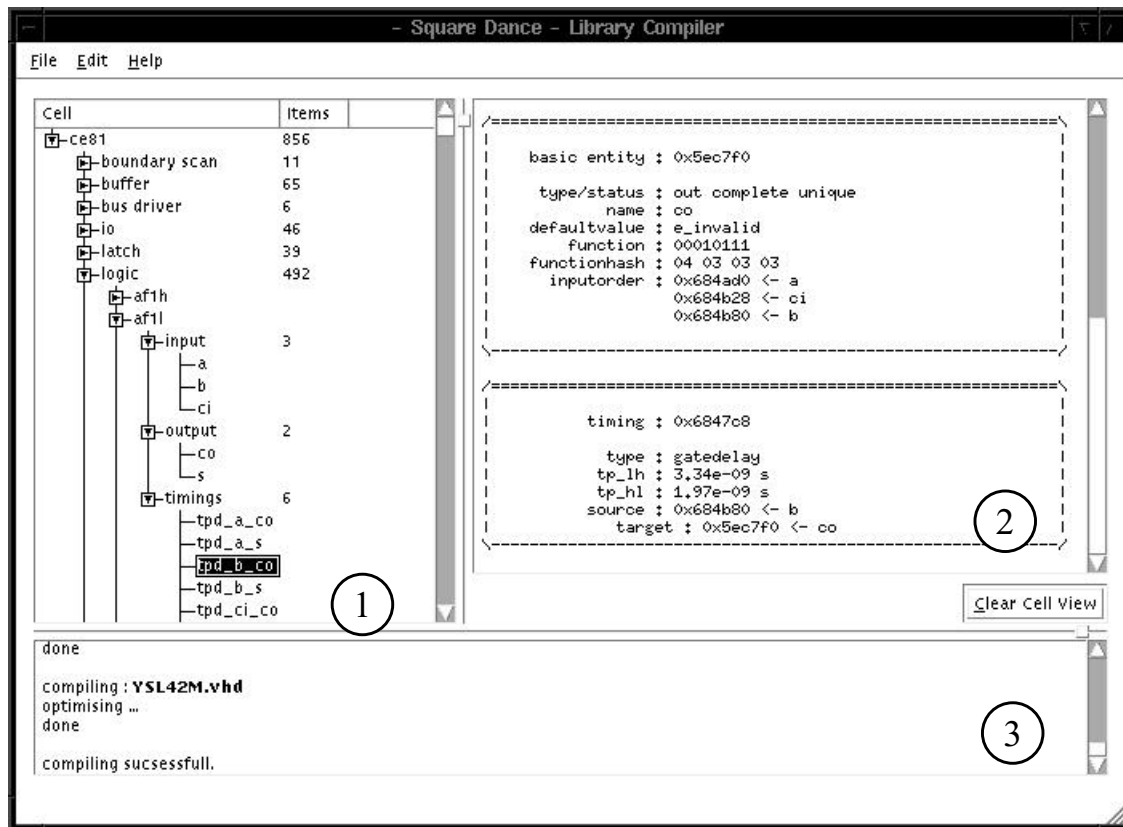 – Square Dance – Library Compiler
File Edit Help
Cell Items
ce81 856
boundary scan 11
buffer 65
bus driver 6
io 46
latch 39
logic 492
af1h
af1l
input 3
a
b
ci
output 2
co
s
timings 6
tpd_a_co
tpd_a_s
tpd_b_co
tpd_b_s
tpd_ci_co
1
basic entity : 0x5ec7f0
type/status : out complete unique
name : co
defaultvalue : e_invalid
function : 00010111
functionhash : 04 03 03 03
inputorder : 0x684ad0 <- a
0x684b28 <- ci
0x684b80 <- b
timing : 0x6847c8
type : gatedelay
tp_lh : 3.34e-09 s
tp_hl : 1.97e-09 s
source : 0x684b80 <- b
target : 0x5ec7f0 <- co
2
Clear Cell View
done
compiling : YSL42M.vhd
optimising ...
done
compiling sucsessfull.
3